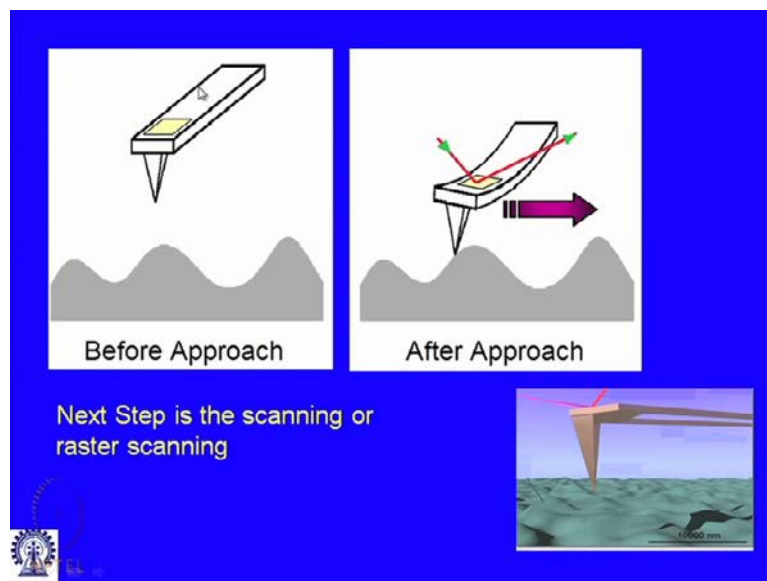 Before Approach
After Approach
Next Step is the scanning or
raster scanning
10000 nm